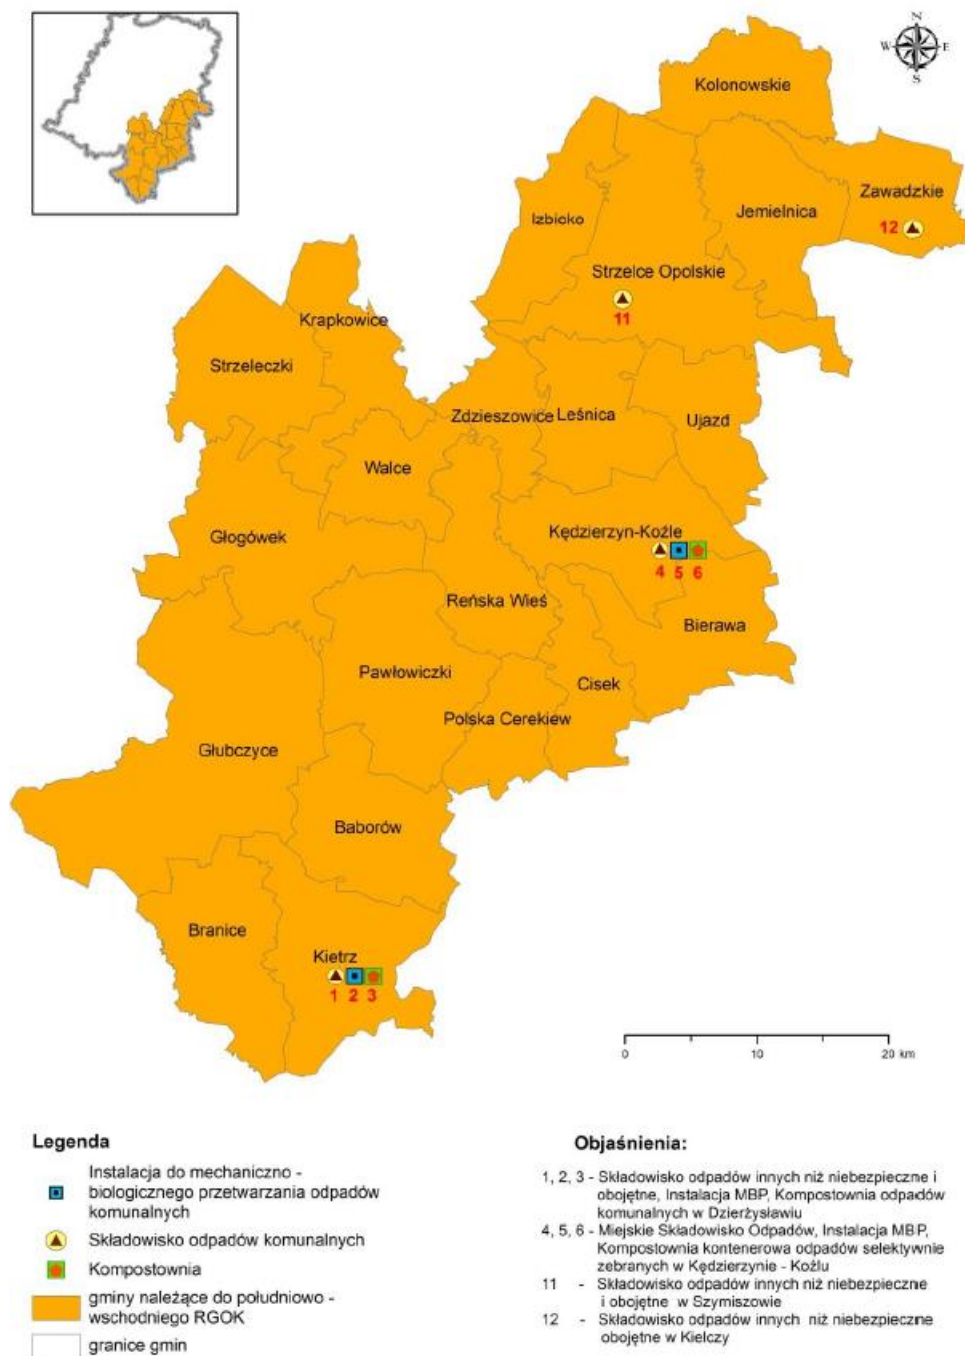 N
W E
S
Kolonowskie
Zawadzkie
12
Izbicko
Jemielnica
Strzelce Opolskie
11
Krapkowice
Strzeleczki
Zdzieszowice
Leśnica
Ujazd
Walce
Głogówek
Kędzierzyn-Koźle
4 5 6
Reńska Wieś
Bierawa
Pawłowiczki
Cisek
Polska Cerekiew
Głubczyce
Baborów
Branice
Kietrz
1 2 3
0 10 20 km
Legenda
Instalacja do mechaniczno -
biologicznego przetwarzania odpadów
komunalnych
Składowisko odpadów komunalnych
Kompostownia
gminy należące do południowo -
wschodniego RGOK
granice gmin
Objaśnienia:
1, 2, 3 - Składowisko odpadów innych niż niebezpieczne i
obojętne, Instalacja MBP, Kompostownia odpadów
komunalnych w Dzierżysławiu
4, 5, 6 - Miejskie Składowisko Odpadów, Instalacja MBP,
Kompostownia kontenerowa odpadów selektywnie
zebranych w Kędzierzynie - Koźlu
11 - Składowisko odpadów innych niż niebezpieczne
i obojętne w Szymiszowie
12 - Składowisko odpadów innych niż niebezpieczne
obojętne w Kielczy